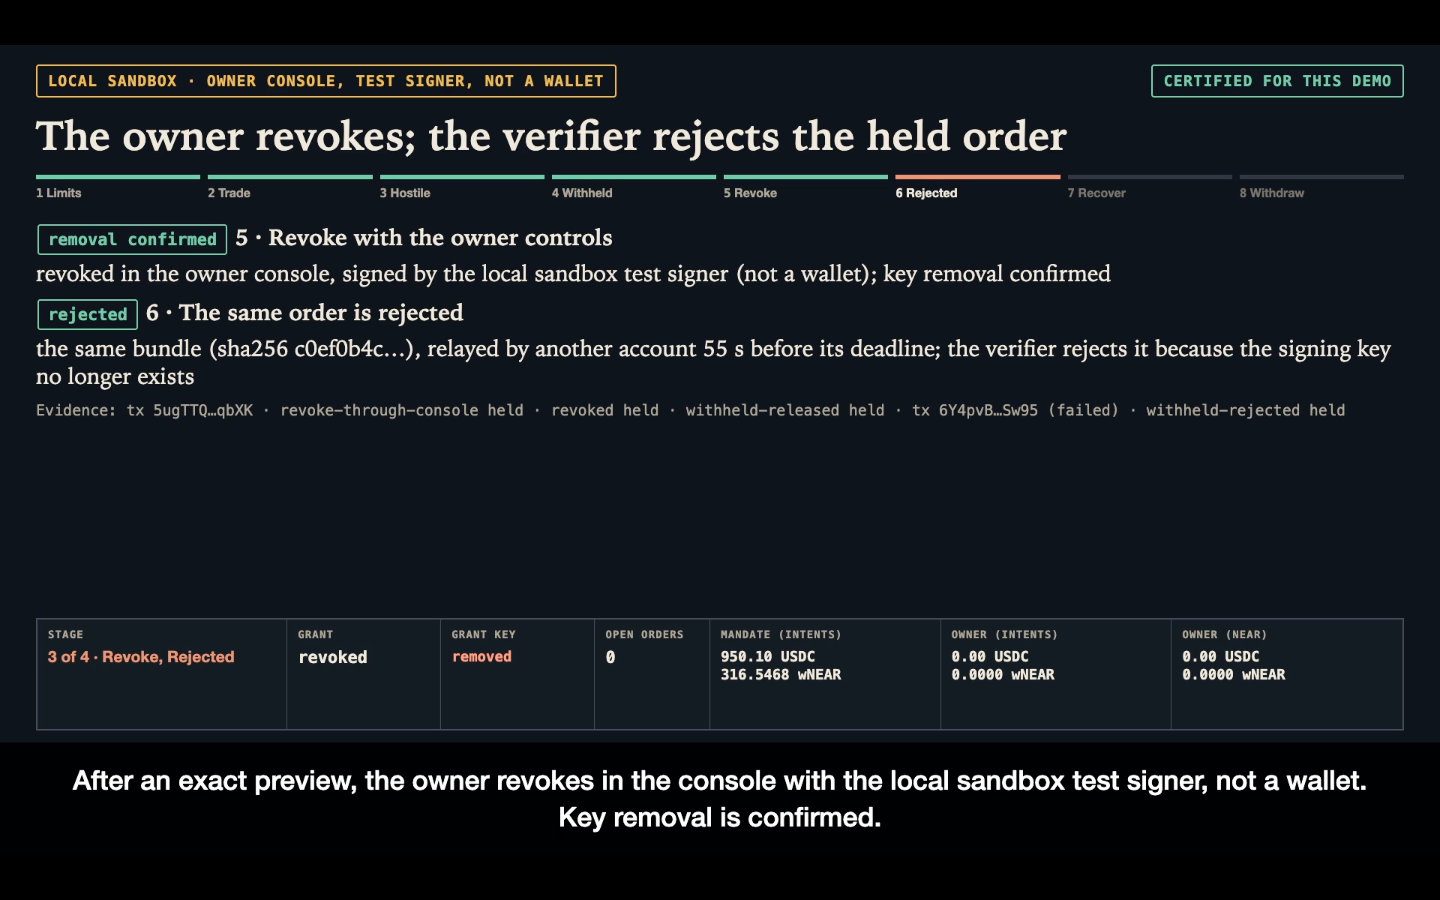 LOCAL SANDBOX · OWNER CONSOLE, TEST SIGNER, NOT A WALLET
CERTIFIED FOR THIS DEMO
The owner revokes; the verifier rejects the held order
1 Limits
2 Trade
3 Hostile
4 Withheld
5 Revoke
6 Rejected
7 Recover
8 Withdraw
removal confirmed 5 · Revoke with the owner controls
revoked in the owner console, signed by the local sandbox test signer (not a wallet); key removal confirmed
rejected 6 · The same order is rejected
the same bundle (sha256 c0ef0b4c…), relayed by another account 55 s before its deadline; the verifier rejects it because the signing key
no longer exists
Evidence: tx 5ugTTQ…qbXK · revoke-through-console held · revoked held · withheld-released held · tx 6Y4pvB…Sw95 (failed) · withheld-rejected held
STAGE
3 of 4 · Revoke, Rejected
GRANT
revoked
GRANT KEY
removed
OPEN ORDERS
0
MANDATE (INTENTS)
950.10 USDC
316.5468 wNEAR
OWNER (INTENTS)
0.00 USDC
0.0000 wNEAR
OWNER (NEAR)
0.00 USDC
0.0000 wNEAR
After an exact preview, the owner revokes in the console with the local sandbox test signer, not a wallet.
Key removal is confirmed.